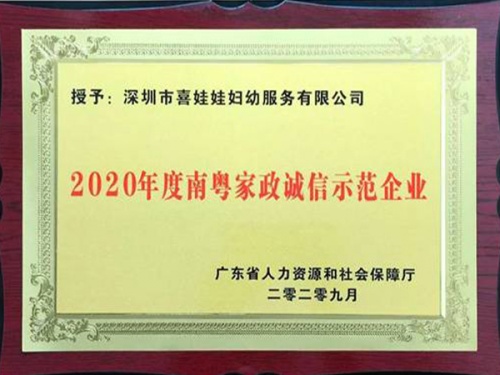 授予：深圳市喜娃娃妇幼服务有限公司
2020年度南粤家政诚信示范企业
广东省人力资源和社会保障厅
二零二零九月